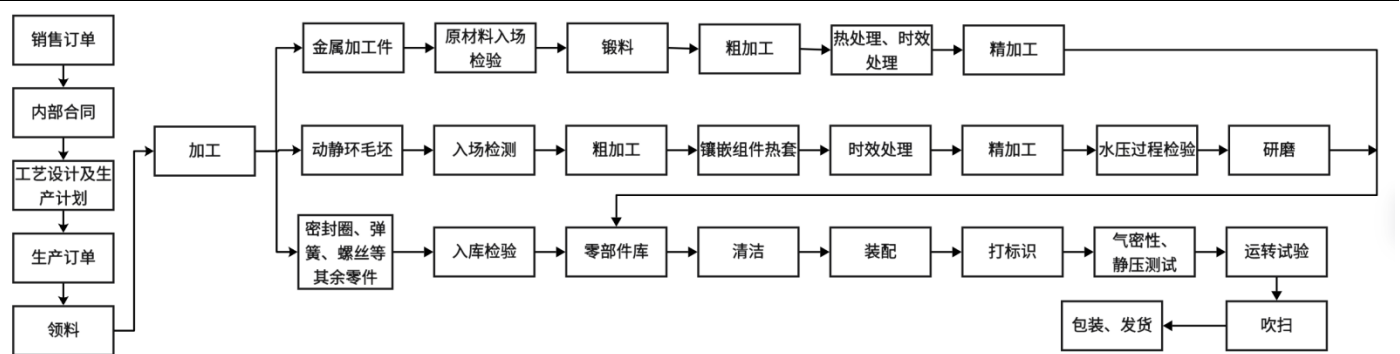 销售订单
内部合同
工艺设计及生
产计划
生产订单
领料
加工
金属加工件
原材料入场
检验
锻料
粗加工
热处理、时效
处理
精加工
动静环毛坯
入场检测
粗加工
镶嵌组件热套
时效处理
精加工
水压过程检验
研磨
密封圈、弹
簧、螺丝等
其余零件
入库检验
零部件库
清洁
装配
打标识
气密性、
静压测试
运转试验
吹扫
包装、发货